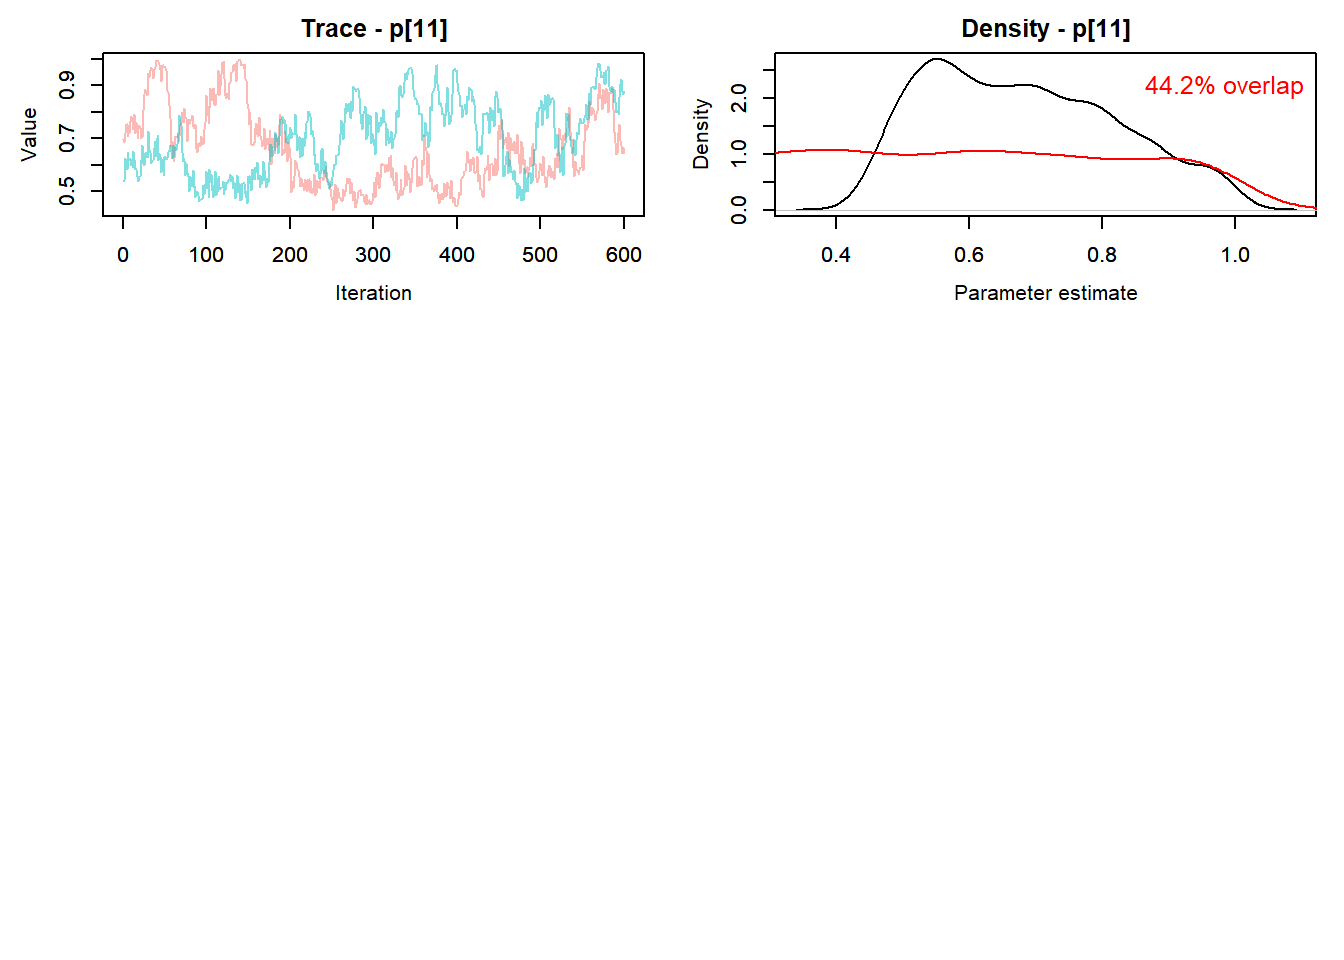 Trace - p[11]
Value
0.5 0.7 0.9
0 100 200 300 400 500 600
Iteration
Density - p[11]
44.2% overlap
Density
0.0 1.0 2.0
0.4 0.6 0.8 1.0
Parameter estimate